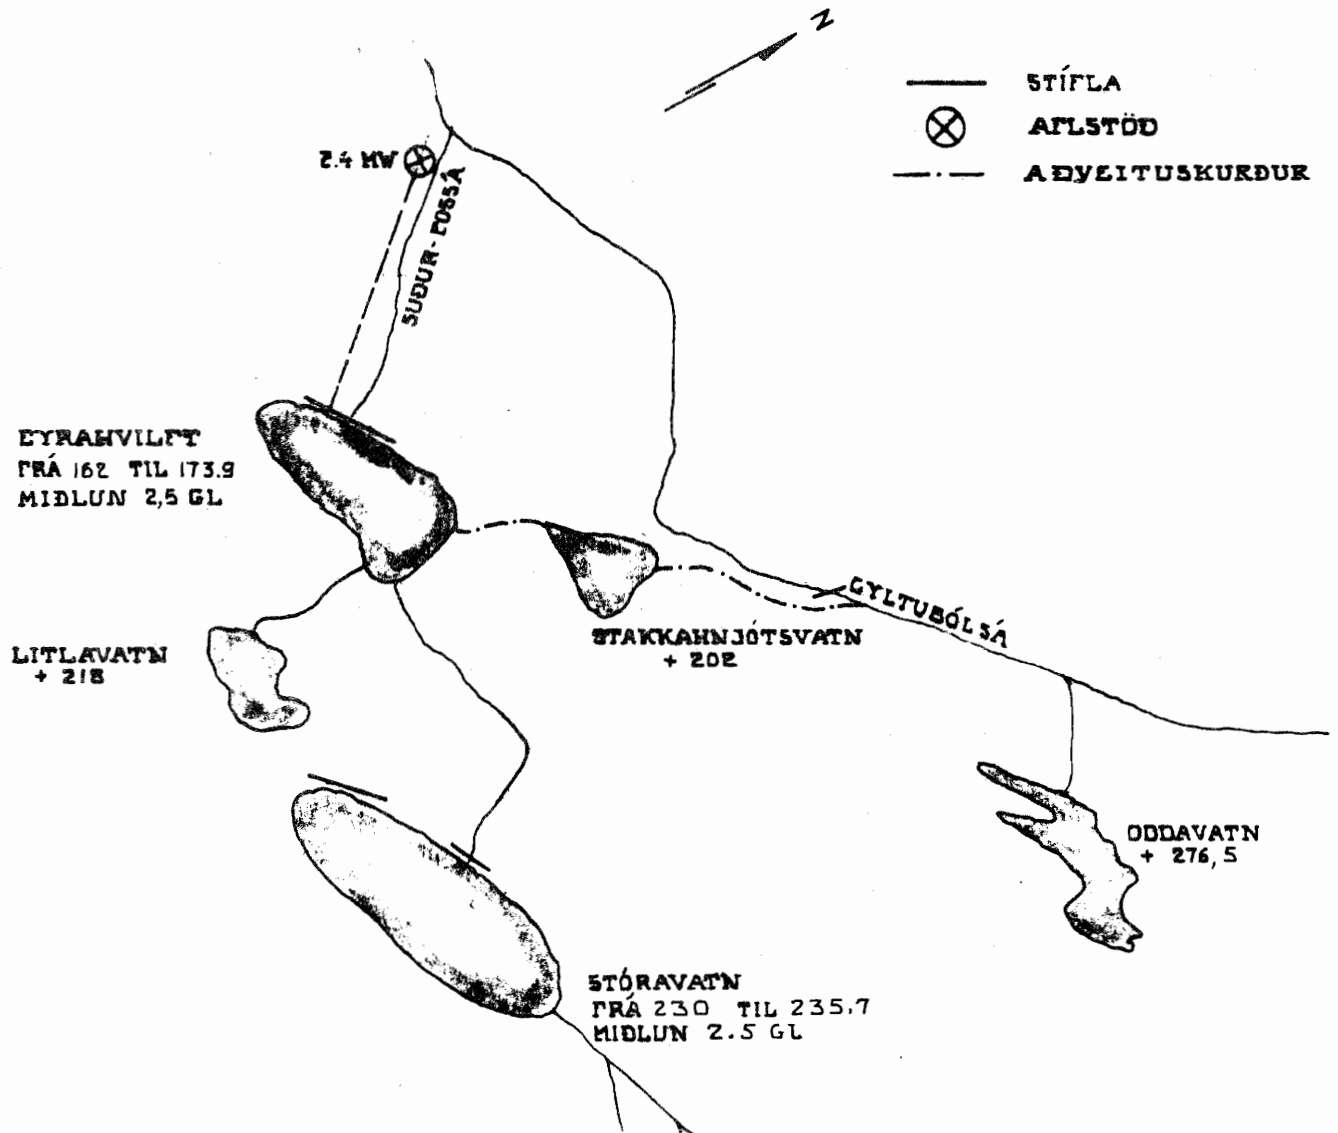 N
STÍFLA
AFLSTÖÐ
AÐVEITUSKURÐUR
2.4 MW
SUÐUR-FOSSÁ
EYRAHVILFT
FRÁ 162 TIL 173.9
MIÐLUN 2,5 GL
GYLTUBÓLSÁ
STAKKAHNJÓTSVATN
+ 202
LITLAVATN
+ 218
ODDAVATN
+ 276,5
STÓRAVATN
FRÁ 230 TIL 235.7
MIÐLUN 2.5 GL